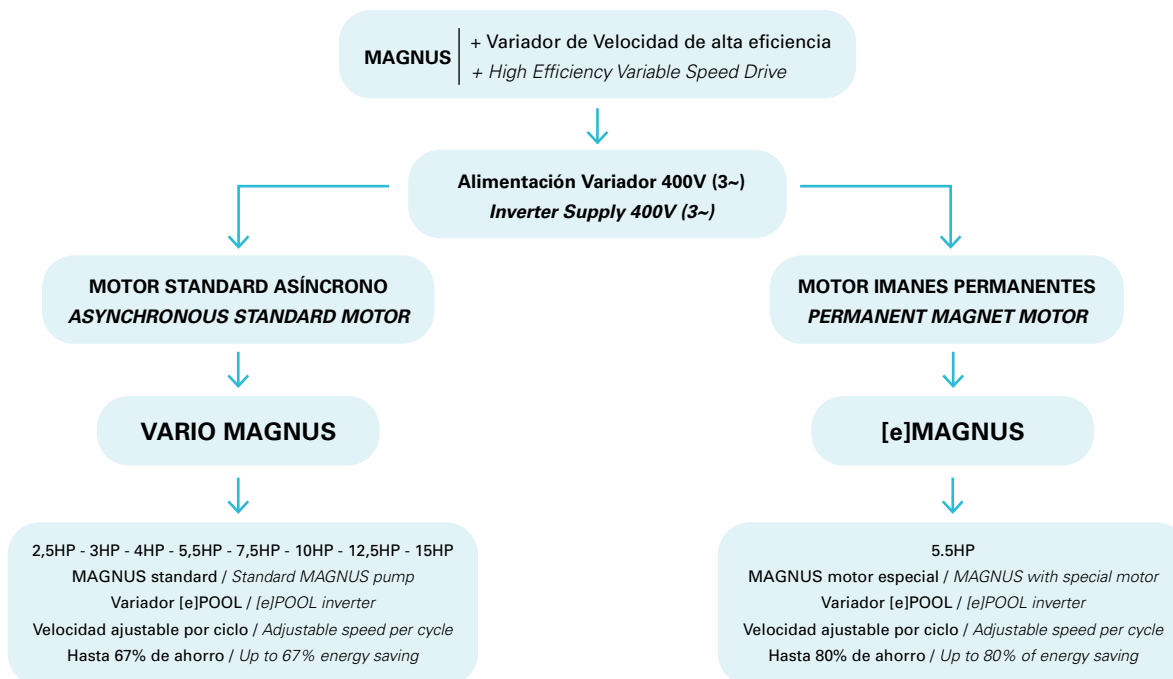 MAGNUS
+ Variador de Velocidad de alta eficiencia
+ High Efficiency Variable Speed Drive
Alimentación Variador 400V (3~)
Inverter Supply 400V (3~)
MOTOR STANDARD ASÍNCRONO
ASYNCHRONOUS STANDARD MOTOR
VARIO MAGNUS
2,5HP - 3HP - 4HP - 5,5HP - 7,5HP - 10HP - 12,5HP - 15HP
MAGNUS standard / Standard MAGNUS pump
Variador [e]POOL / [e]POOL inverter
Velocidad ajustable por ciclo / Adjustable speed per cycle
Hasta 67% de ahorro / Up to 67% energy saving
MOTOR IMANES PERMANENTES
PERMANENT MAGNET MOTOR
[e]MAGNUS
5.5HP
MAGNUS motor especial / MAGNUS with special motor
Variador [e]POOL / [e]POOL inverter
Velocidad ajustable por ciclo / Adjustable speed per cycle
Hasta 80% de ahorro / Up to 80% of energy saving